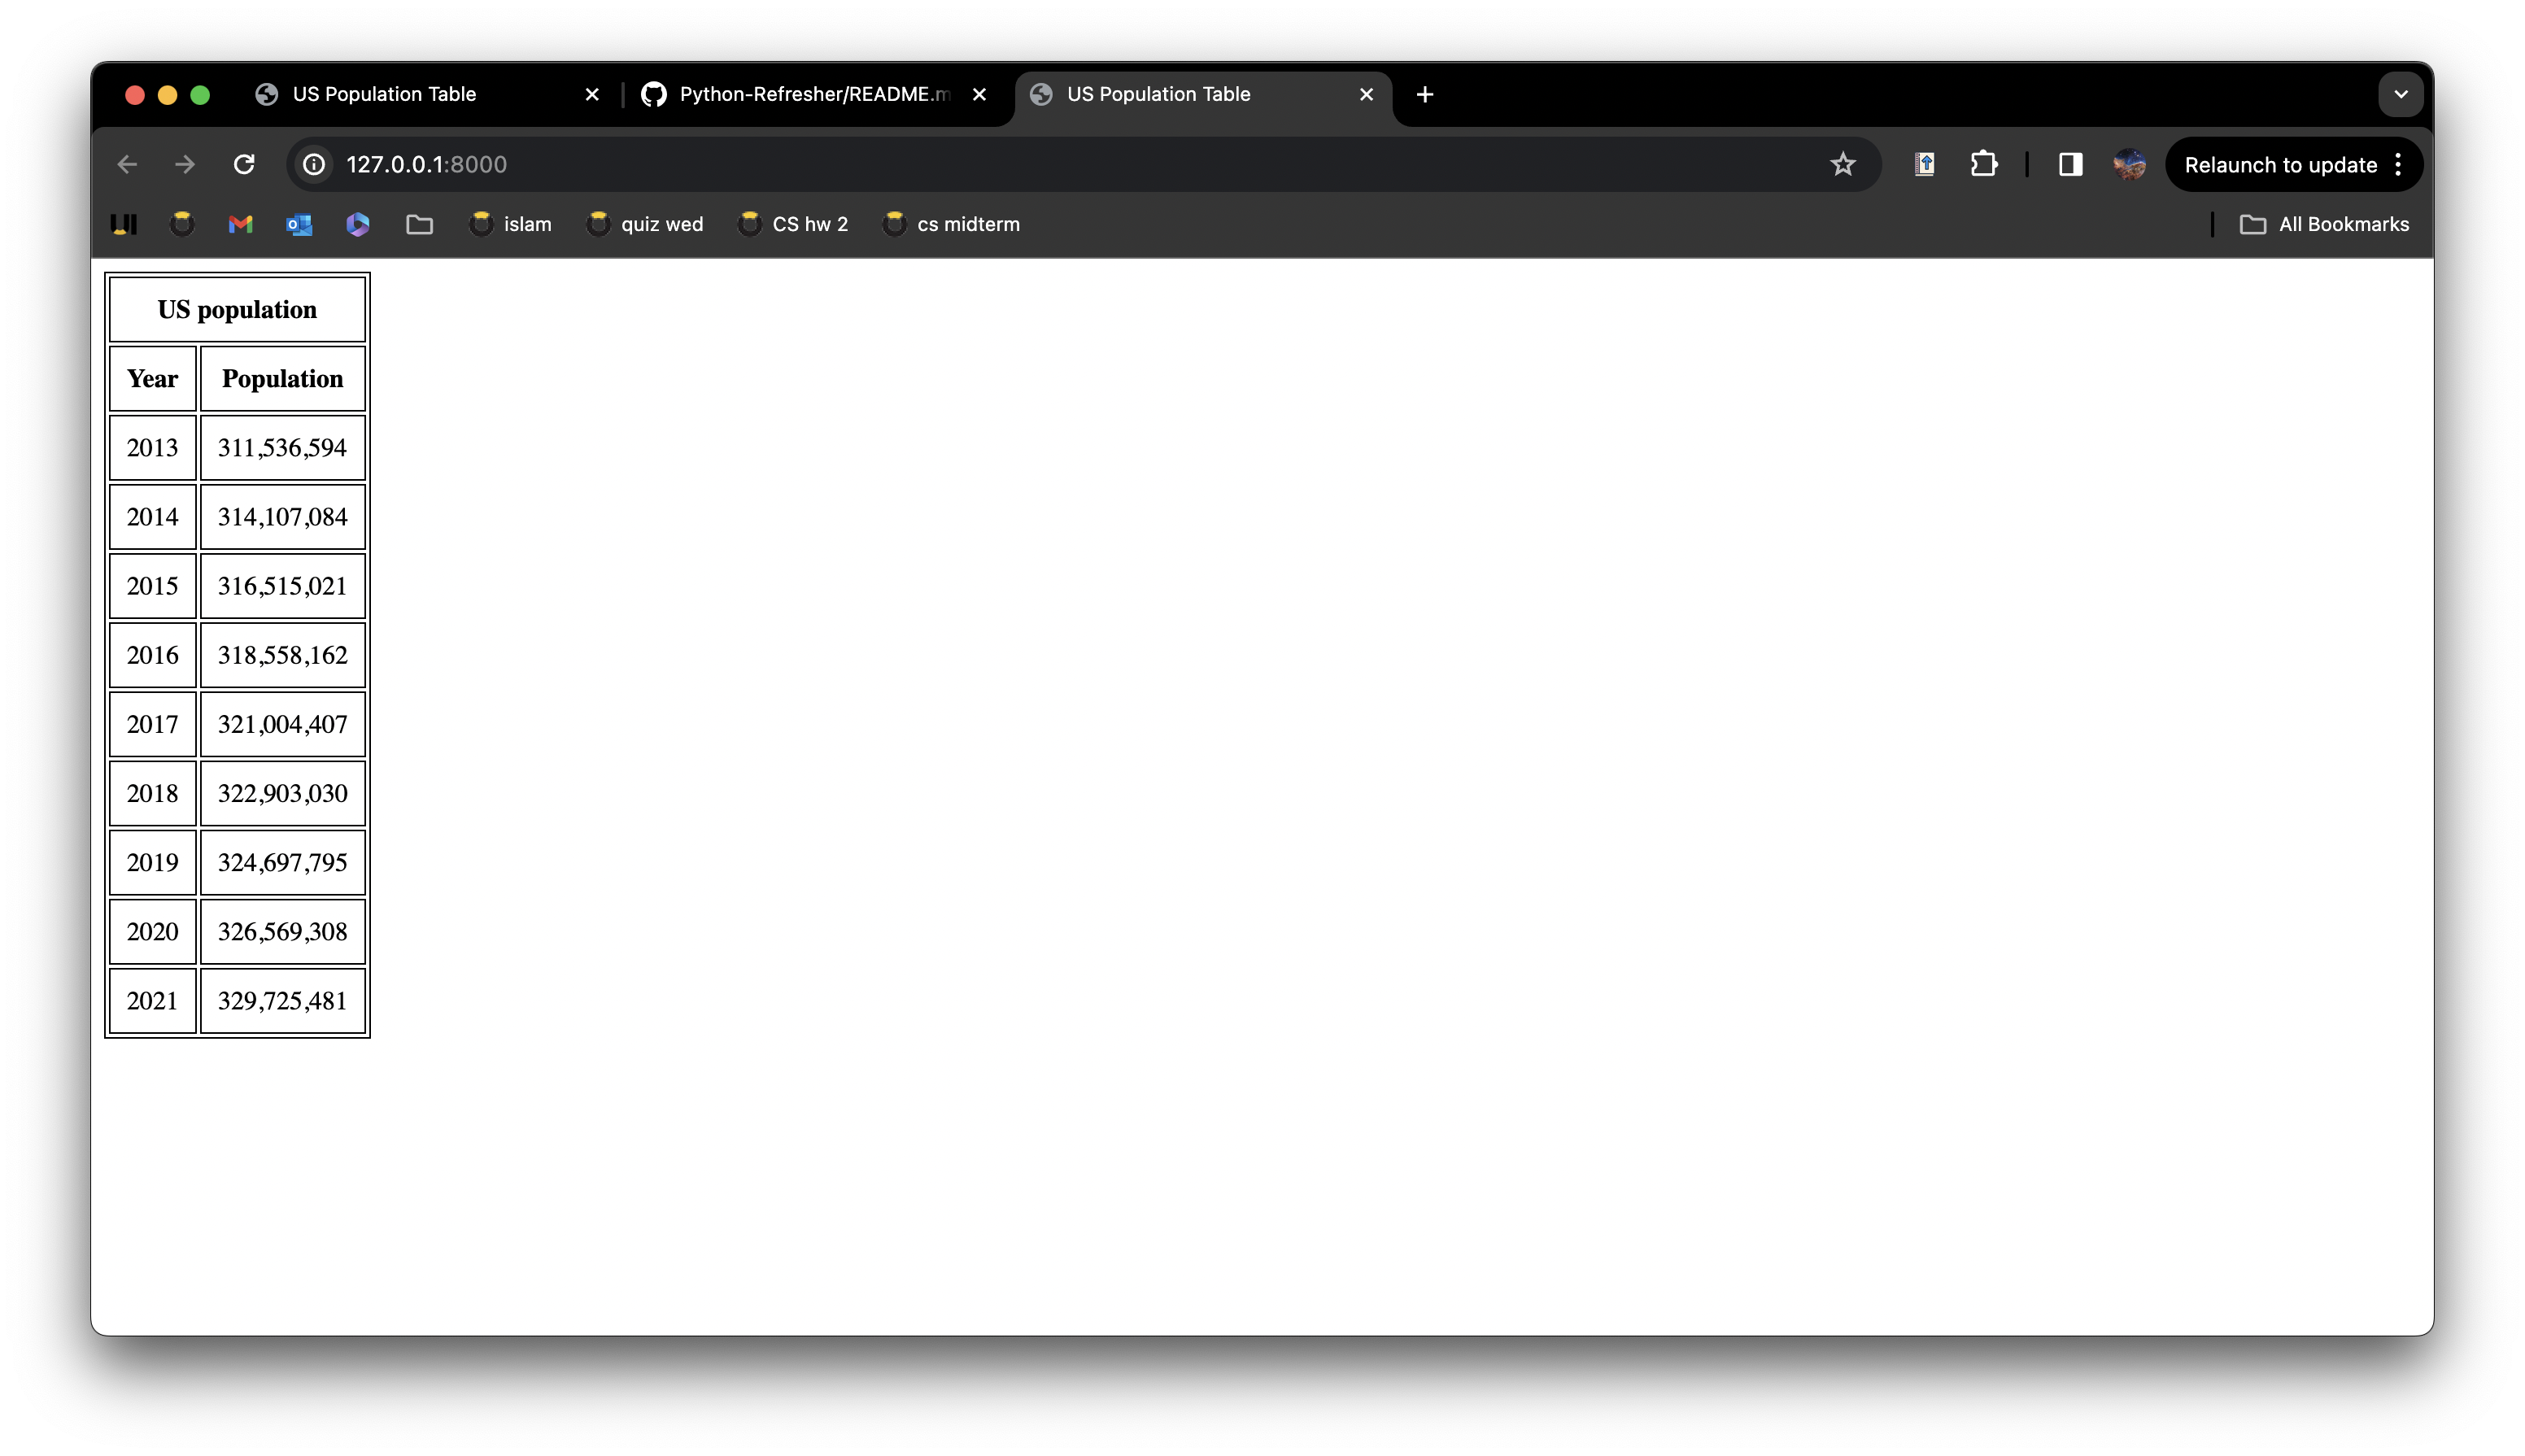 US Population Table
Python-Refresher/README.m
US Population Table
127.0.0.1:8000
Relaunch to update
islam
quiz wed
CS hw 2
cs midterm
All Bookmarks
US population
Year Population
2013 311,536,594
2014 314,107,084
2015 316,515,021
2016 318,558,162
2017 321,004,407
2018 322,903,030
2019 324,697,795
2020 326,569,308
2021 329,725,481